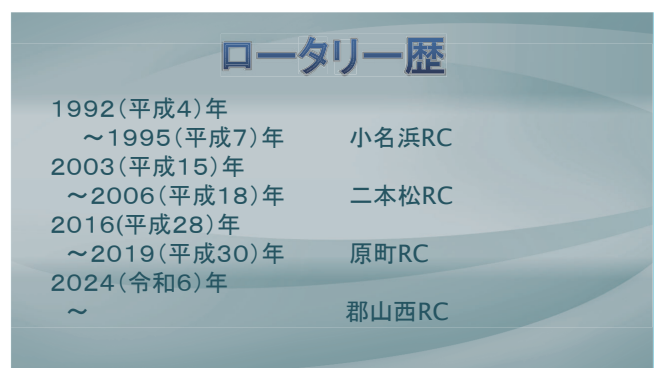 ロータリー歴
1992(平成4)年
～1995(平成7)年 小名浜RC
2003(平成15)年
～2006(平成18)年 二本松RC
2016(平成28)年
～2019(平成30)年 原町RC
2024(令和6)年
～ 郡山西RC